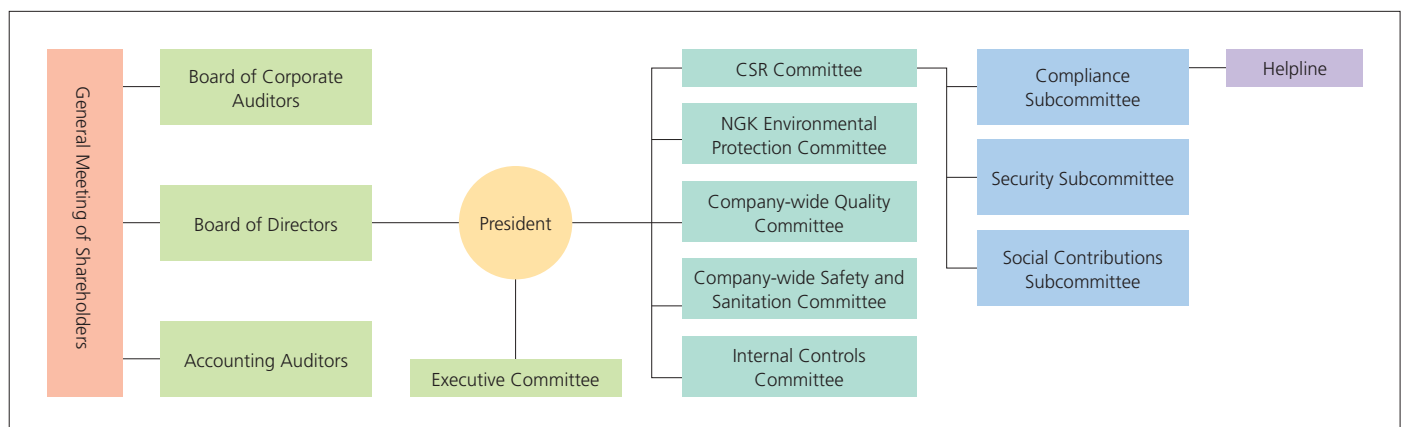 General Meeting of Shareholders
Board of Corporate
Auditors
Board of Directors
Accounting Auditors
President
Executive Committee
CSR Committee
NGK Environmental
Protection Committee
Company-wide Quality
Committee
Company-wide Safety and
Sanitation Committee
Internal Controls
Committee
Compliance
Subcommittee
Security Subcommittee
Social Contributions
Subcommittee
Helpline